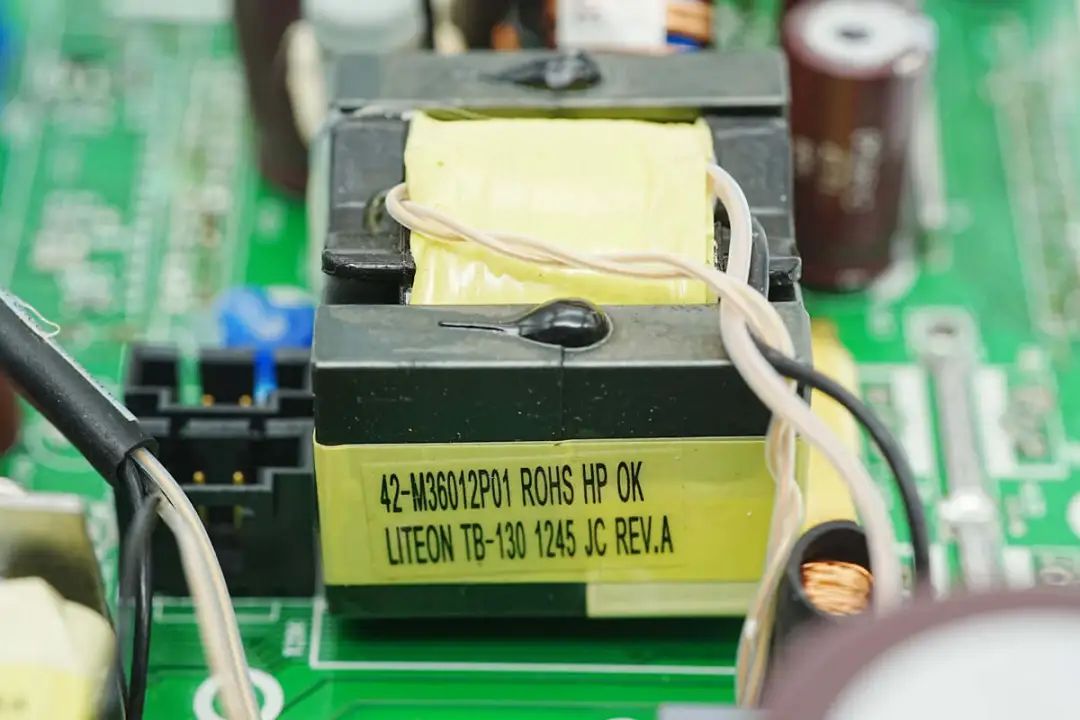 42-M36012P01 ROHS HP OK
LITEON TB-130 1245 JC REV.A